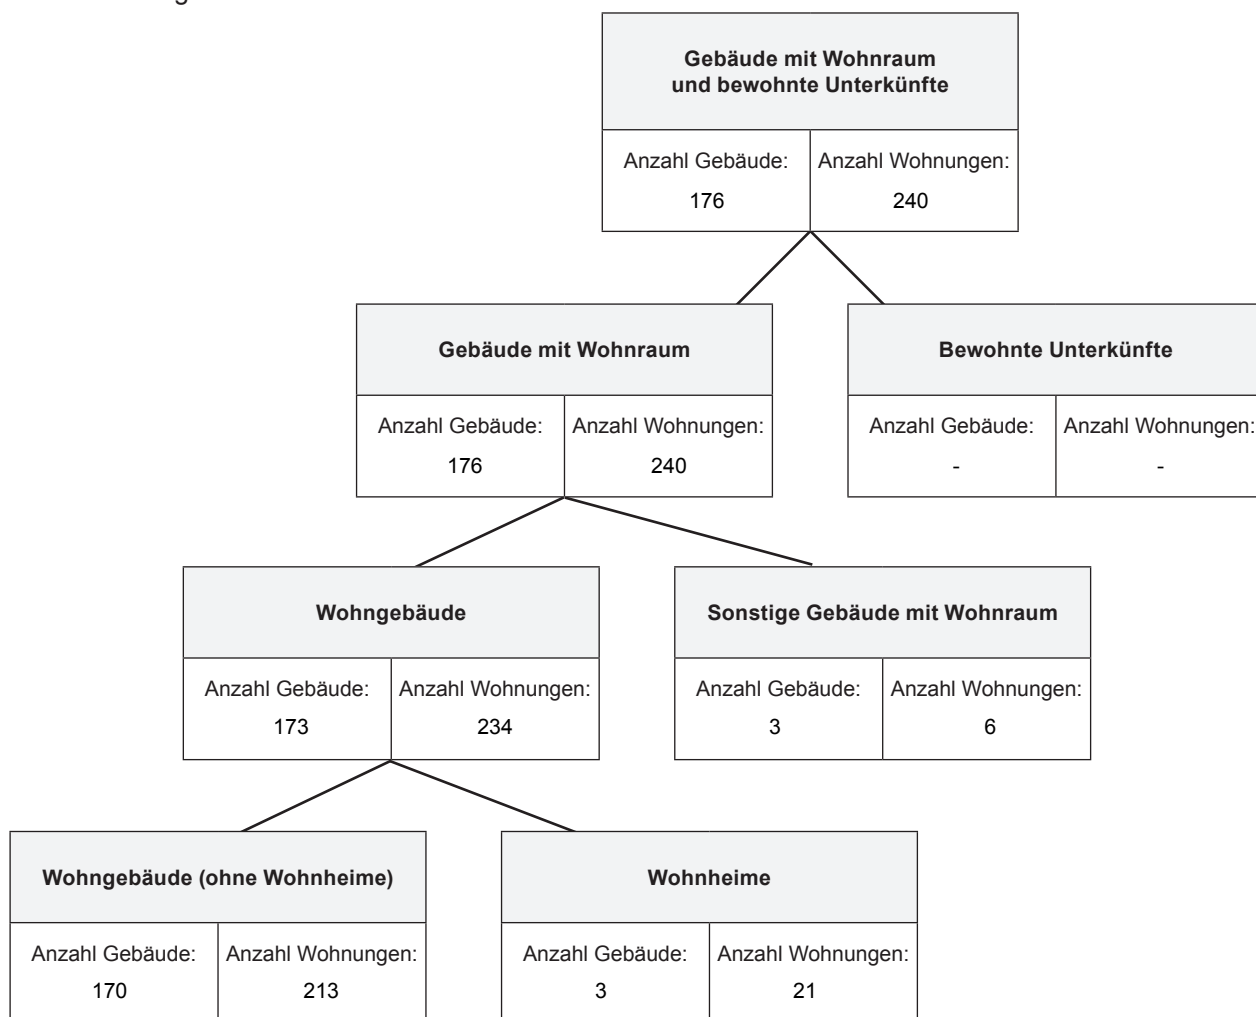 Gebäude mit Wohnraum
und bewohnte Unterkünfte
Anzahl Gebäude: Anzahl Wohnungen:
176 240
Gebäude mit Wohnraum
Anzahl Gebäude: Anzahl Wohnungen:
176 240
Bewohnte Unterkünfte
Anzahl Gebäude: Anzahl Wohnungen:
- -
Wohngebäude
Anzahl Gebäude: Anzahl Wohnungen:
173 234
Sonstige Gebäude mit Wohnraum
Anzahl Gebäude: Anzahl Wohnungen:
3 6
Wohngebäude (ohne Wohnheime)
Anzahl Gebäude: Anzahl Wohnungen:
170 213
Wohnheime
Anzahl Gebäude: Anzahl Wohnungen:
3 21